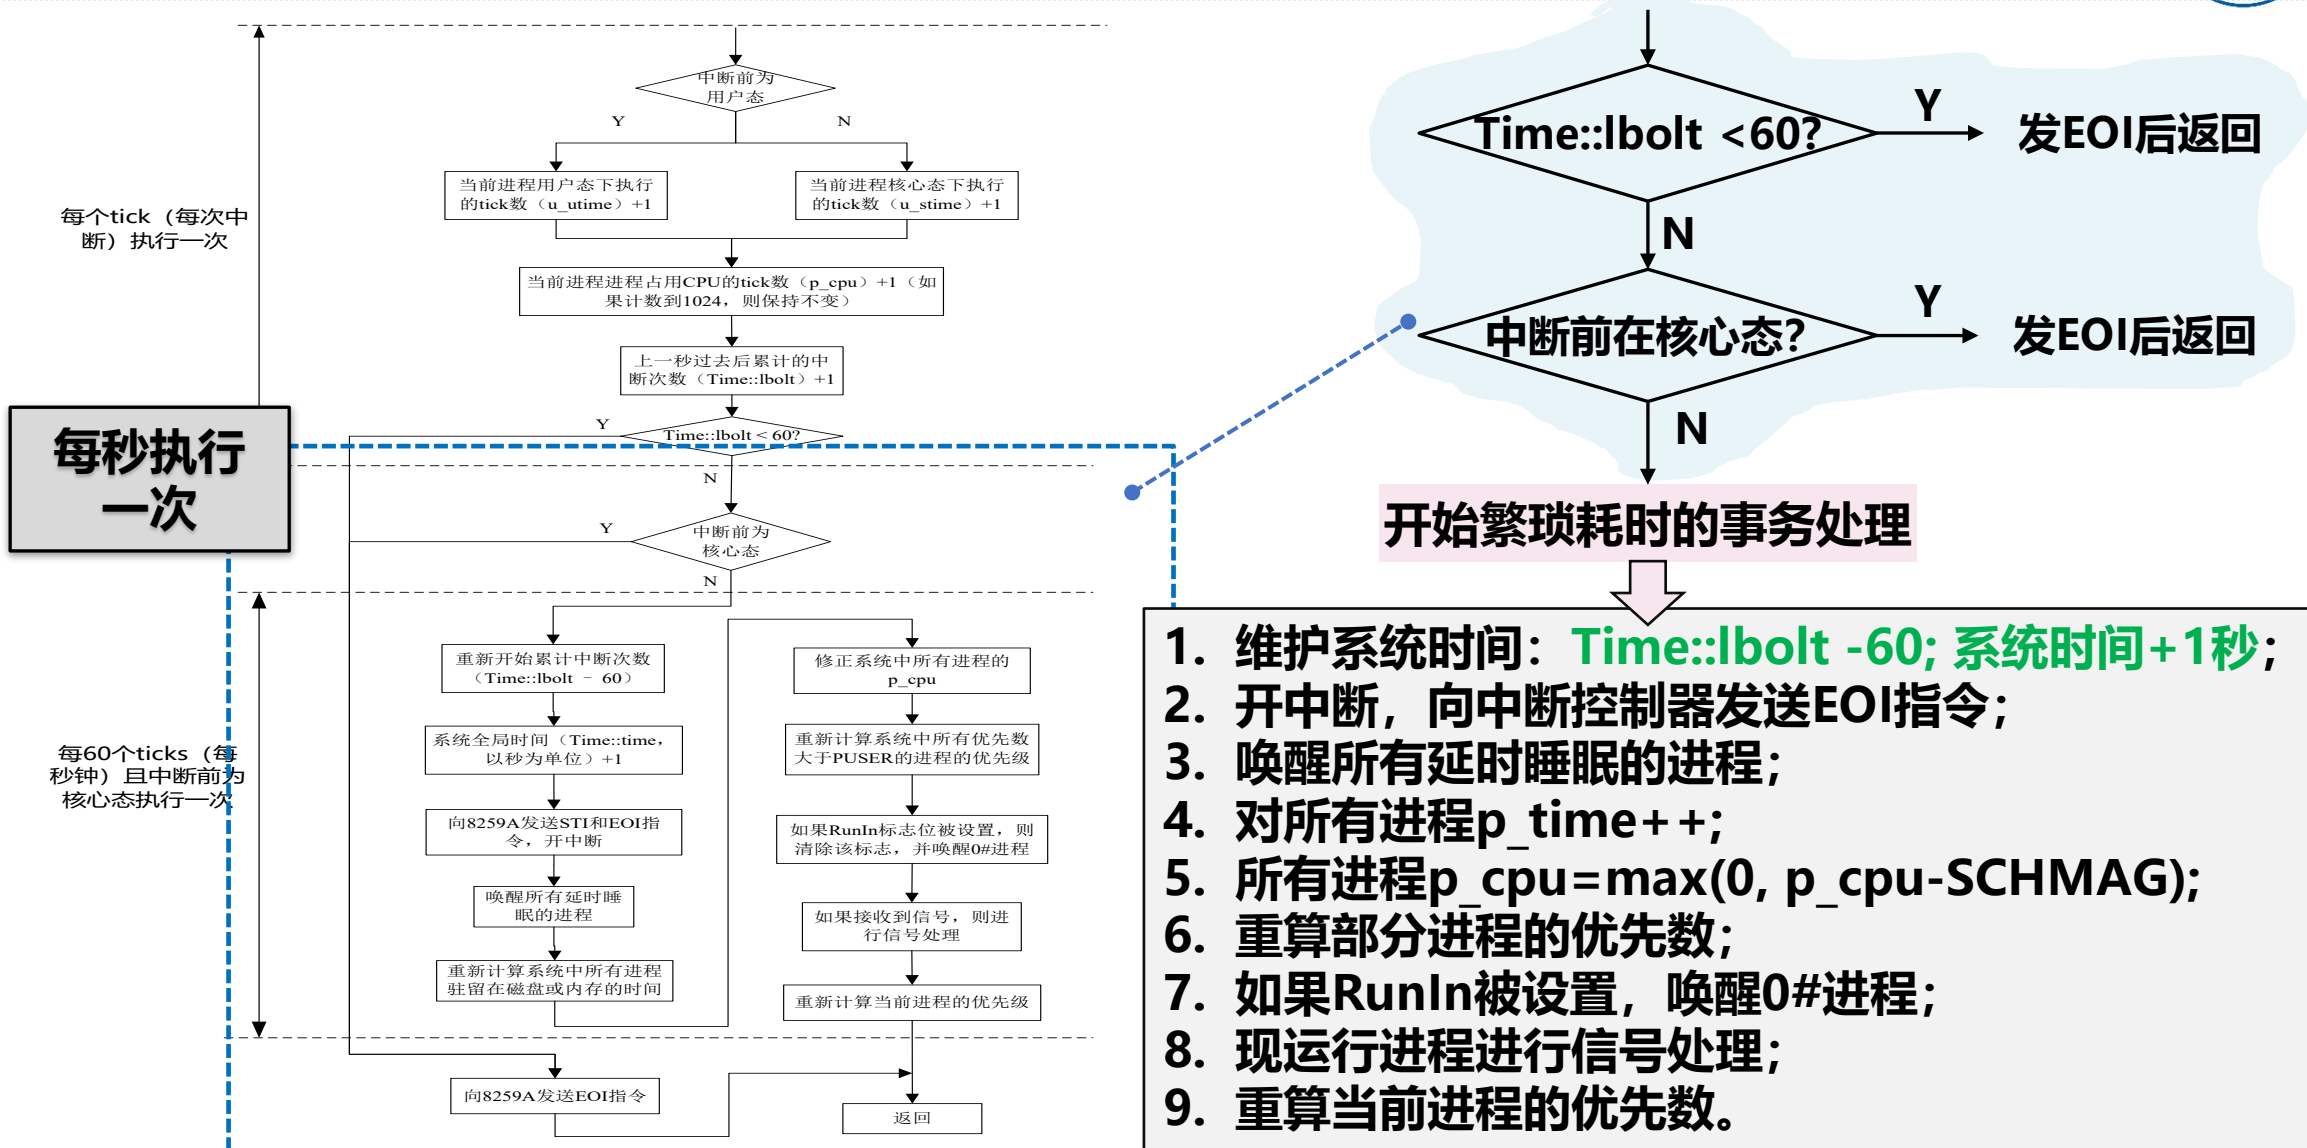 中断前为
用户态
Y
N
当前进程用户态下执行
的tick数（u_utime）+1
当前进程核心态下执行
的tick数（u_stime）+1
每个tick（每次中
断）执行一次
当前进程进程占用CPU的tick数（p_cpu）+1（如
果计数到1024，则保持不变）
上一秒过去后累计的中
断次数（Time::lbolt）+1
每秒执行
一次
Y
Time::lbolt < 60?
N
Y
中断前为
核心态
N
每60个ticks（每
秒钟）且中断前为
核心态执行一次
重新开始累计中断次数
（Time::lbolt - 60）
系统全局时间（Time::time，
以秒为单位）+1
向8259A发送STI和EOI指
令，开中断
唤醒所有延时睡
眠的进程
重新计算系统中所有进程
驻留在磁盘或内存的时间
修正系统中所有进程的
p_cpu
重新计算系统中所有优先数
大于PUSER的进程的优先级
如果RunIn标志位被设置，则
清除该标志，并唤醒0#进程
如果接收到信号，则进
行信号处理
重新计算当前进程的优先级
向8259A发送EOI指令
返回
Time::lbolt <60?
Y
发EOI后返回
N
中断前在核心态?
Y
发EOI后返回
N
开始繁琐耗时的事务处理
1. 维护系统时间：Time::lbolt -60; 系统时间+1秒；
2. 开中断，向中断控制器发送EOI指令；
3. 唤醒所有延时睡眠的进程；
4. 对所有进程p_time++;
5. 所有进程p_cpu=max(0, p_cpu-SCHMAG);
6. 重算部分进程的优先数；
7. 如果RunIn被设置，唤醒0#进程；
8. 现运行进程进行信号处理；
9. 重算当前进程的优先数。